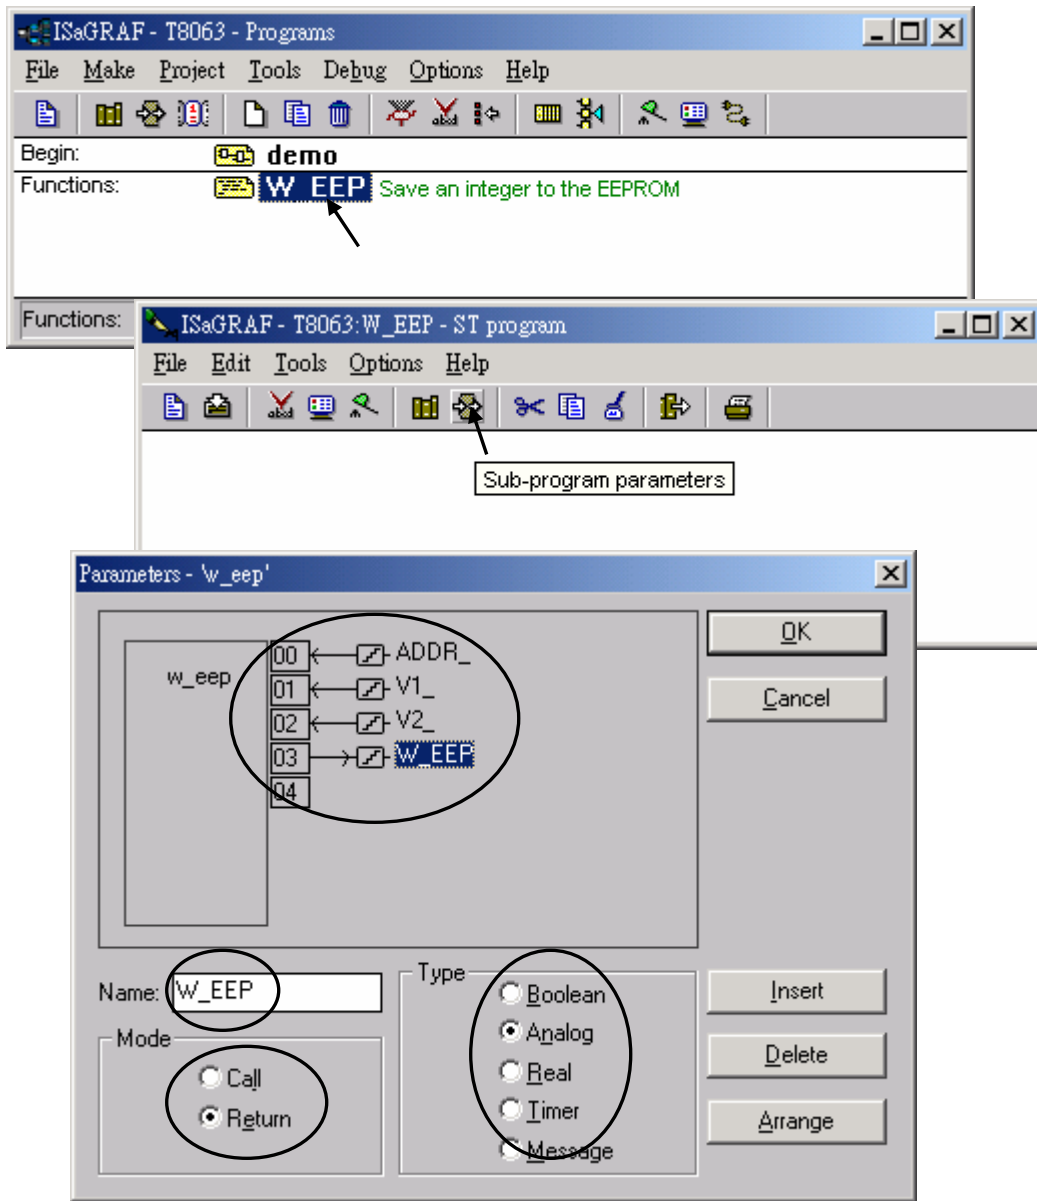 ISaGRAF - T8063 - Programs
File Make Project Tools Debug Options Help
Begin: demo
Functions: W_EEP Save an integer to the EEPROM
Functions:
ISaGRAF - T8063:W_EEP - ST program
File Edit Tools Options Help
Sub-program parameters
Parameters - 'w_eep'
w_eep
00 ADDR_
01 V1_
02 V2_
03 W_EEP
04
OK
Cancel
Name: W_EEP
Mode
Call
Return
Type
Boolean
Analog
Real
Timer
Message
Insert
Delete
Arrange